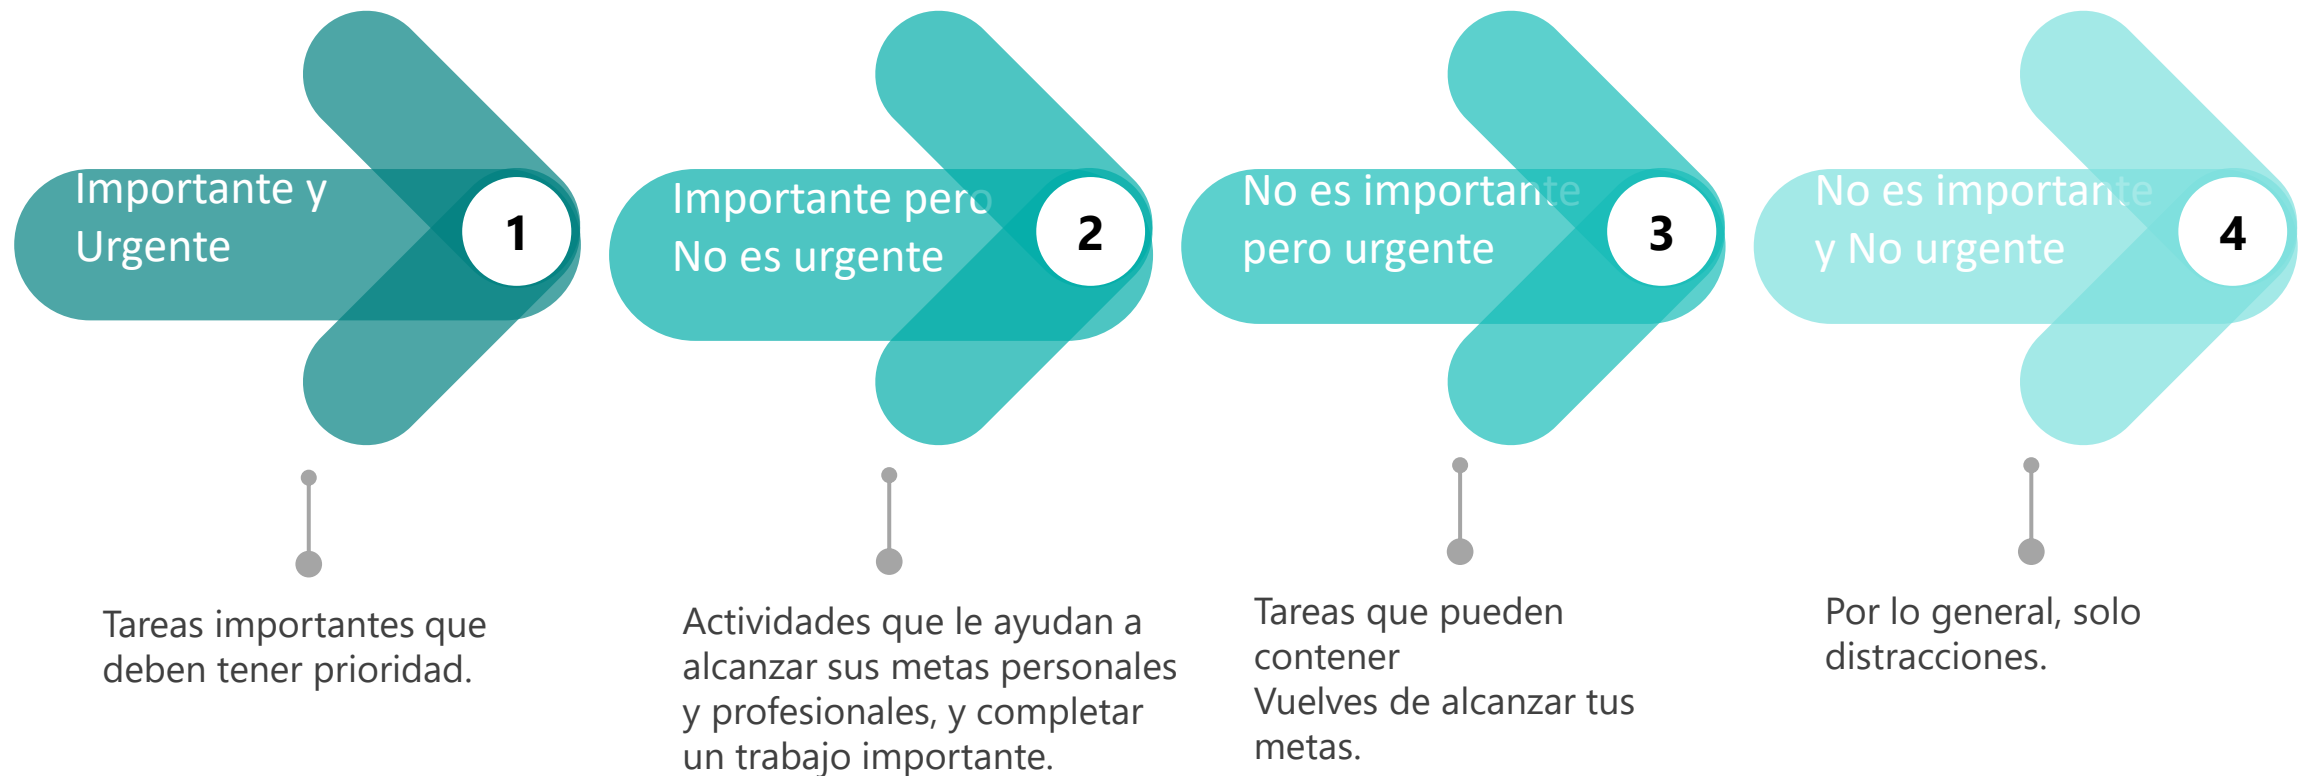 Importante y
Urgente
1
Importante pero
No es urgente
2
No es importante
pero urgente
3
No es importante
y No urgente
4
Tareas importantes que
deben tener prioridad.
Actividades que le ayudan a
alcanzar sus metas personales
y profesionales, y completar
un trabajo importante.
Tareas que pueden
contener
Vuelves de alcanzar tus
metas.
Por lo general, solo
distracciones.